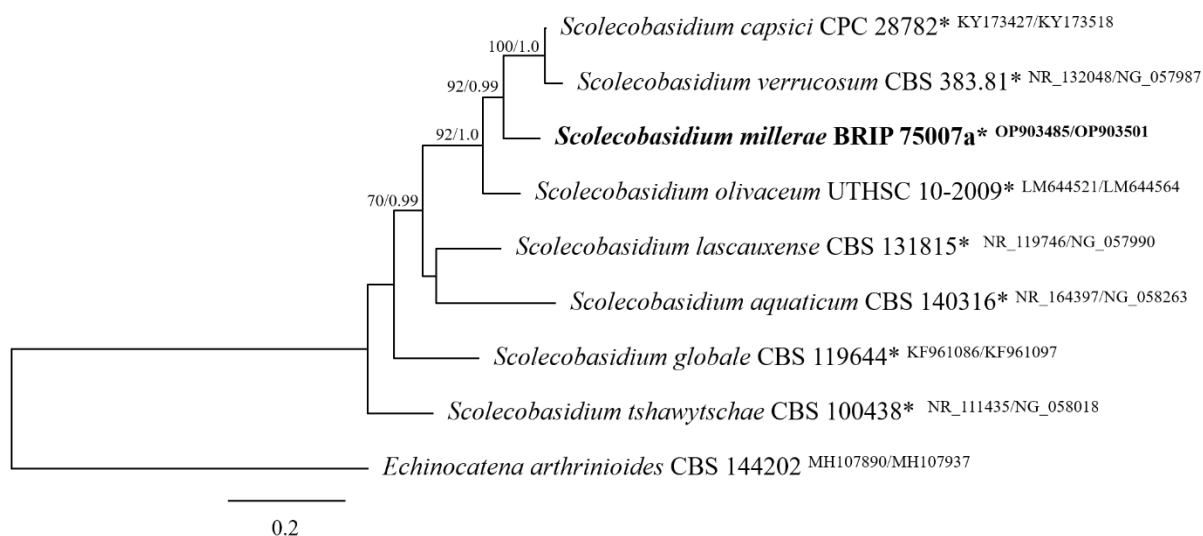 Scolecobasidium capsici CPC 28782* KY173427/KY173518
100/1.0
Scolecobasidium verrucosum CBS 383.81* NR_132048/NG_057987
92/0.99
Scolecobasidium millerae BRIP 75007a* OP903485/OP903501
92/1.0
Scolecobasidium olivaceum UTHSC 10-2009* LM644521/LM644564
70/0.99
Scolecobasidium lascauxense CBS 131815* NR_119746/NG_057990
Scolecobasidium aquaticum CBS 140316* NR_164397/NG_058263
Scolecobasidium globale CBS 119644* KF961086/KF961097
Scolecobasidium tshawytschae CBS 100438* NR_111435/NG_058018
Echinocatena arthrinioides CBS 144202 MH107890/MH107937
0.2